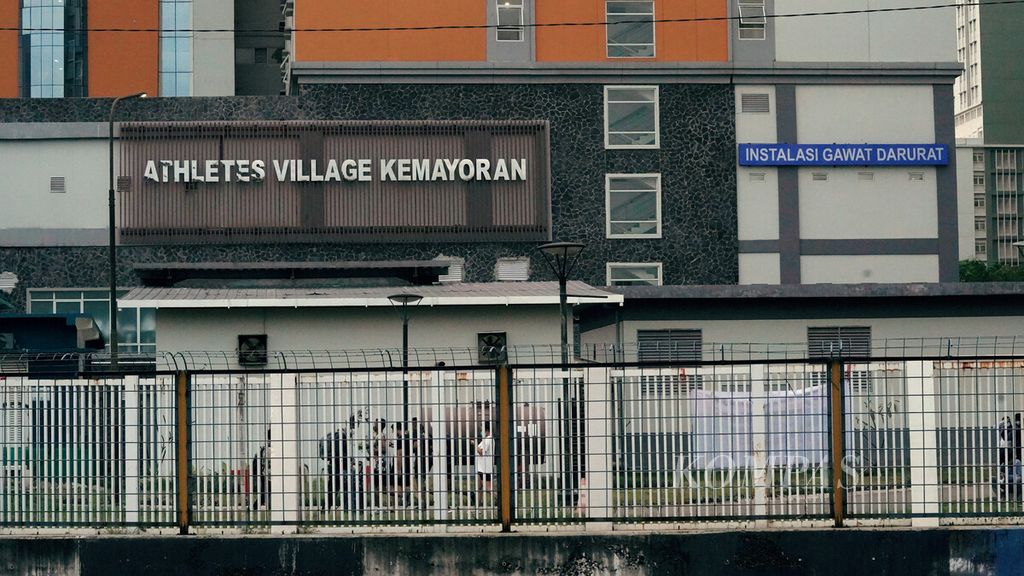 ATHLETES VILLAGE KEMAYORAN
INSTALASI GAWAT DARURAT
KOMPAS